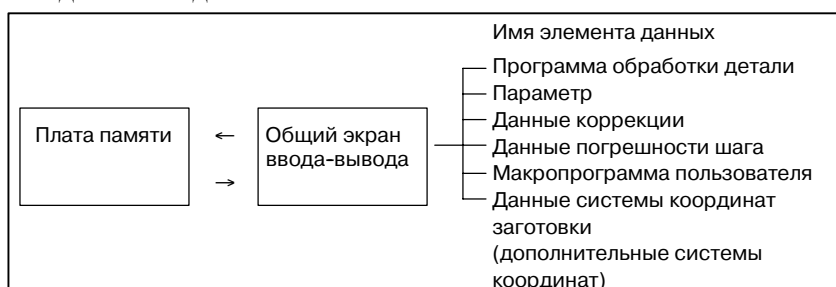 Имя элемента данных
Программа обработки детали
Параметр
Плата памяти
←
Общий экран
ввода-вывода
→
Данные коррекции
Данные погрешности шага
Макропрограмма пользователя
Данные системы координат
заготовки
(дополнительные системы
координат)